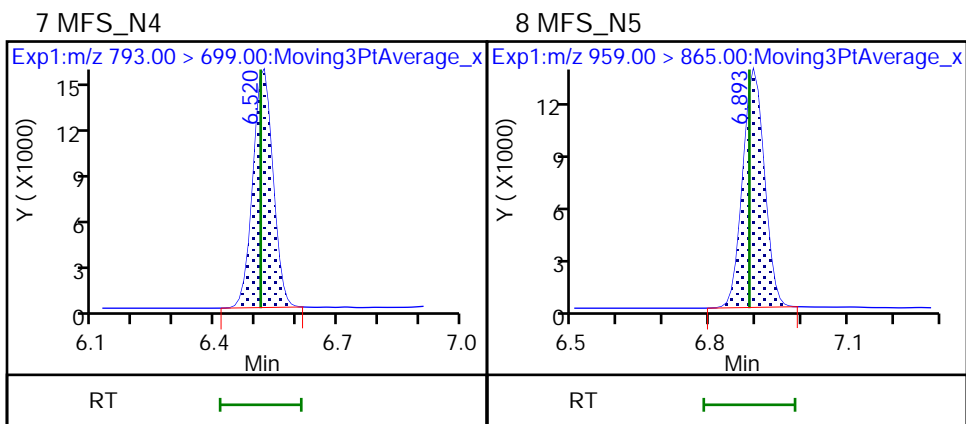 7 MFS_N4
8 MFS_N5
Exp1:m/z 793.00 > 699.00:Moving3PtAverage_x
Exp1:m/z 959.00 > 865.00:Moving3PtAverage_x
6.520
6.893
Y ( X1000)
15
12
9
6
3
0
6.1 6.4 6.7 7.0
Min
Y ( X1000)
12
9
6
3
0
6.5 6.8 7.1
Min
RT
RT